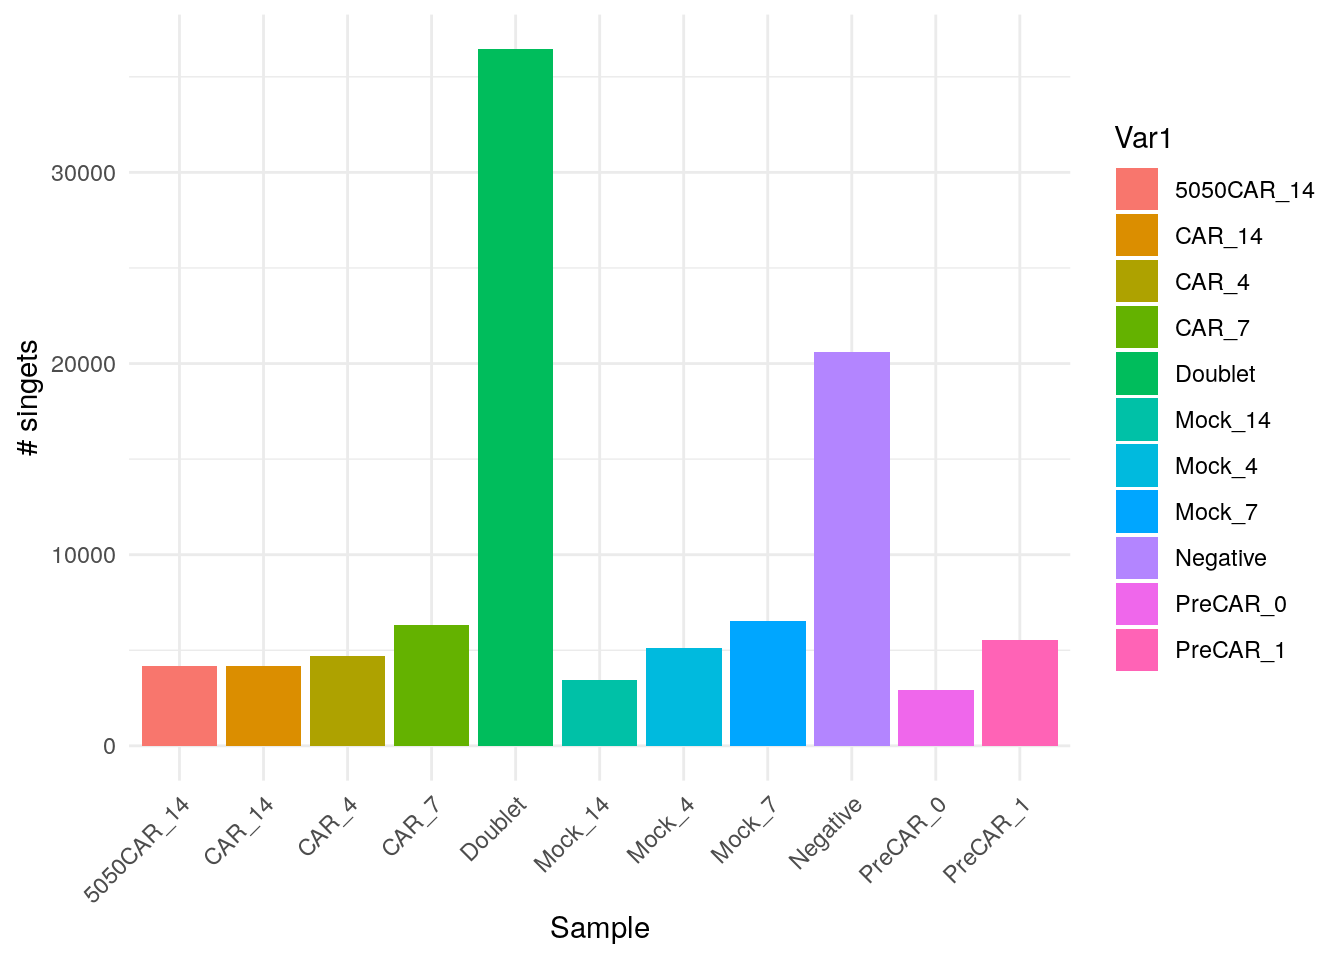 # singets
30000
20000
10000
0
5050CAR_14
CAR_14
CAR_4
CAR_7
Doublet
Mock_14
Mock_4
Mock_7
Negative
PreCAR_0
PreCAR_1
Sample
Var1
5050CAR_14
CAR_14
CAR_4
CAR_7
Doublet
Mock_14
Mock_4
Mock_7
Negative
PreCAR_0
PreCAR_1